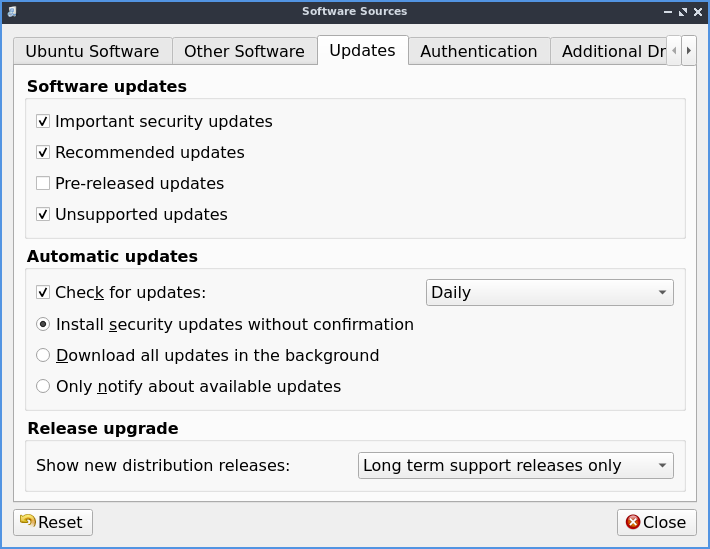 Software Sources
Ubuntu Software Other Software Updates Authentication Additional Dr
Software updates
Important security updates
Recommended updates
Pre-released updates
Unsupported updates
Automatic updates
Check for updates: Daily
Install security updates without confirmation
Download all updates in the background
Only notify about available updates
Release upgrade
Show new distribution releases: Long term support releases only
Reset Close